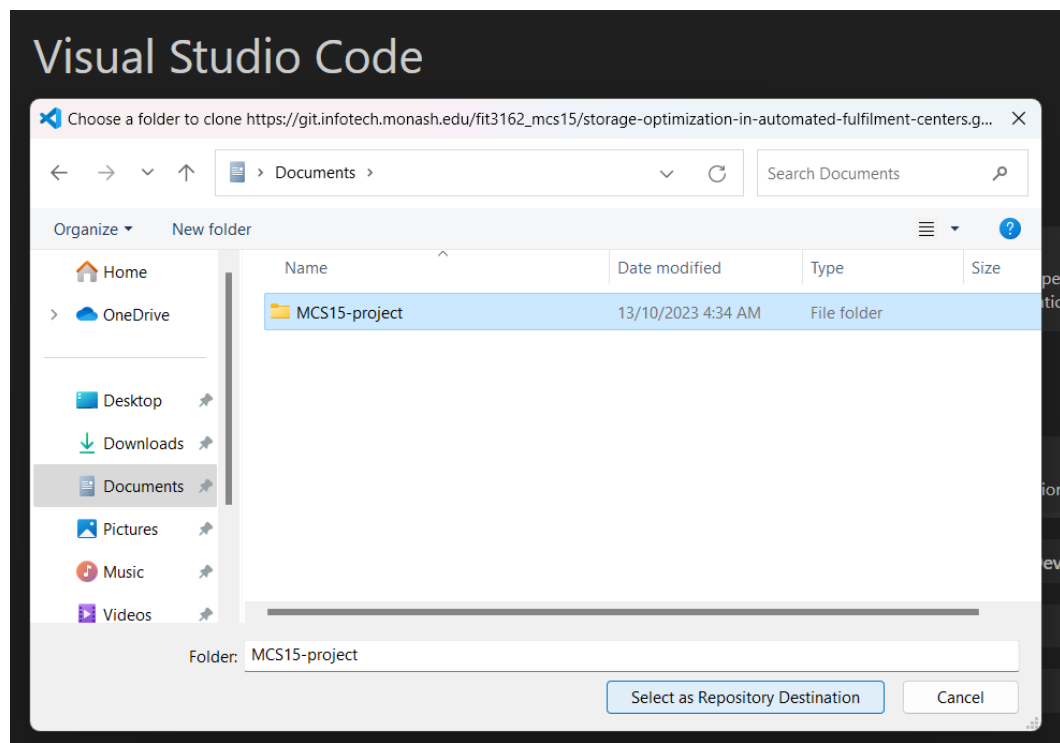 Visual Studio Code
Choose a folder to clone https://git.infotech.monash.edu/fit3162_mcs15/storage-optimization-in-automated-fulfilment-centers.g...
Documents
Search Documents
Organize
New folder
?
Name
Date modified
Type
Size
Home
OneDrive
MCS15-project
13/10/2023 4:34 AM
File folder
Desktop
Downloads
Documents
Pictures
Music
Videos
Folder:
MCS15-project
Select as Repository Destination
Cancel